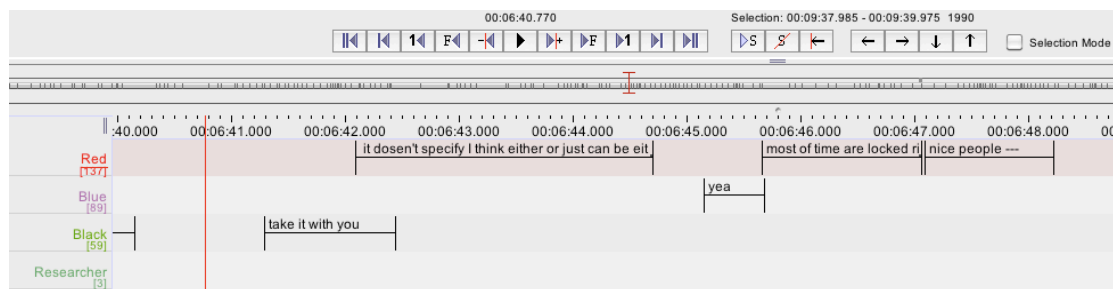 00:06:40.770 Selection: 00:09:37.985 - 00:09:39.975 1990
1 F F 1 S S Selection Mode
:40.000 00:06:41.000 00:06:42.000 00:06:43.000 00:06:44.000 00:06:45.000 00:06:46.000 00:06:47.000 00:06:48.000 00
it dosen't specify I think either or just can be eit most of time are locked ri nice people ---
Red
[137]
yea
Blue
[89]
take it with you
Black
[59]
Researcher
[3]